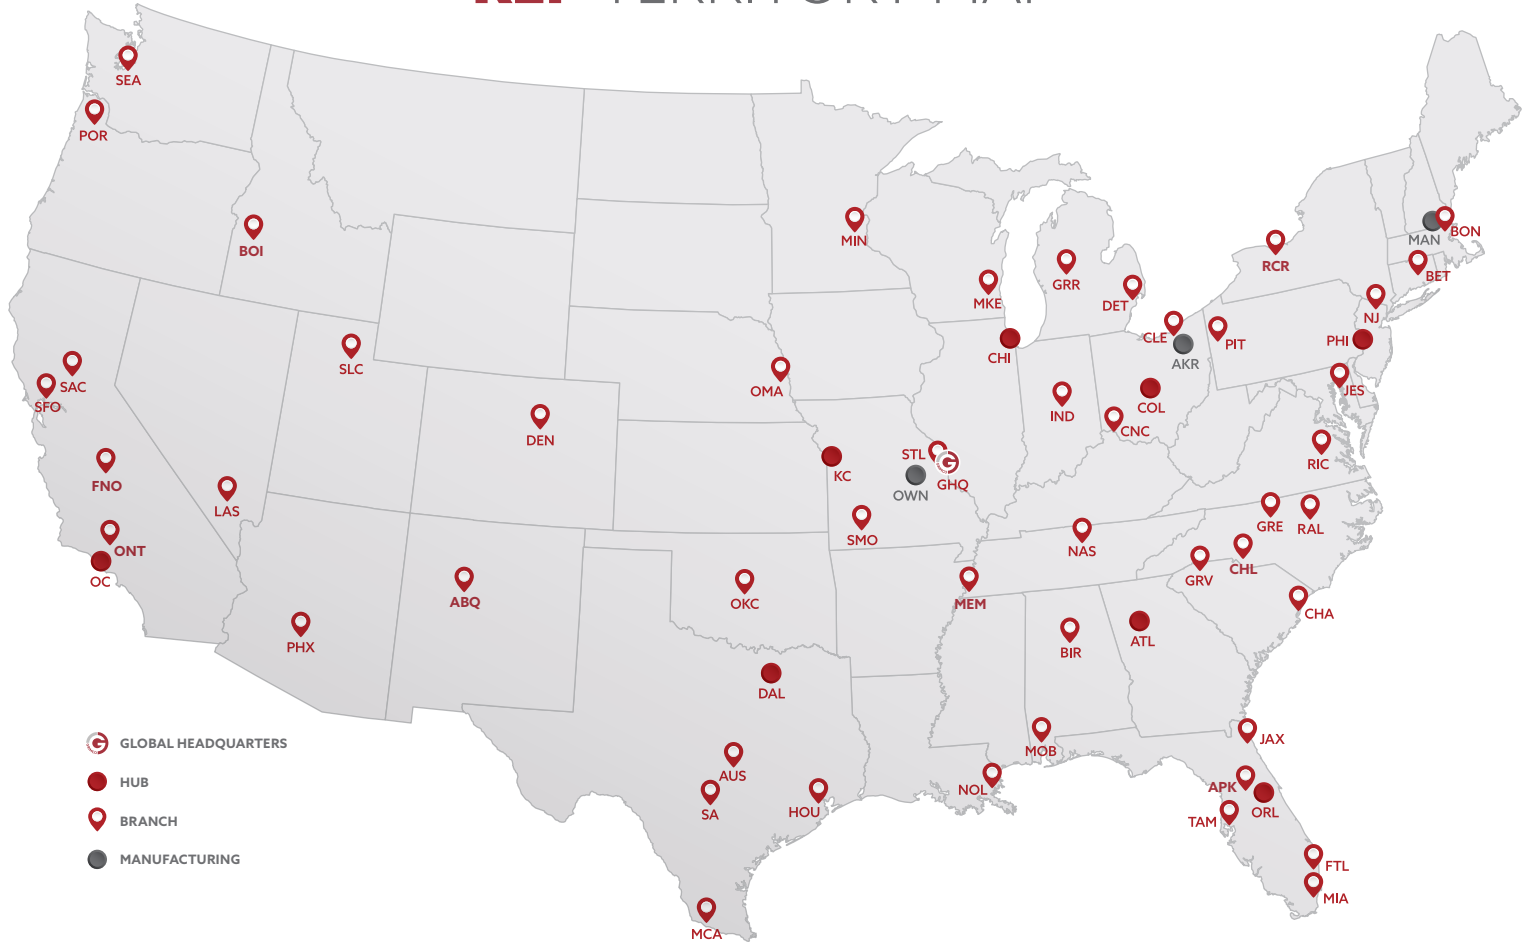 KEY TERRITORY MAP
SEA
POR
BOI
MIN
MAN
BON
RCR
BET
GRR
MKE
DET
NJ
CLE
PIT
PHI
CHI
AKR
SLC
SAC
SFO
OMA
JES
COL
IND
CNC
DEN
STL
KC
GHQ
OWN
RIC
FNO
LAS
GRE
RAL
SMO
NAS
ONT
CHL
OC
GRV
ABQ
OKC
MEM
CHA
PHX
BIR
ATL
DAL
JAX
MOB
AUS
NOL
APK
SA
HOU
ORL
TAM
FTL
MIA
MCA
G
G GLOBAL HEADQUARTERS
HUB
BRANCH
MANUFACTURING